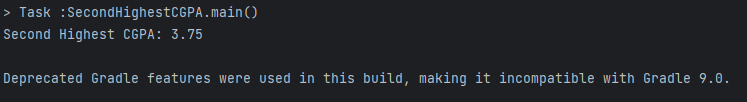 > Task :SecondHighestCGPA.main()
Second Highest CGPA: 3.75
Deprecated Gradle features were used in this build, making it incompatible with Gradle 9.0.